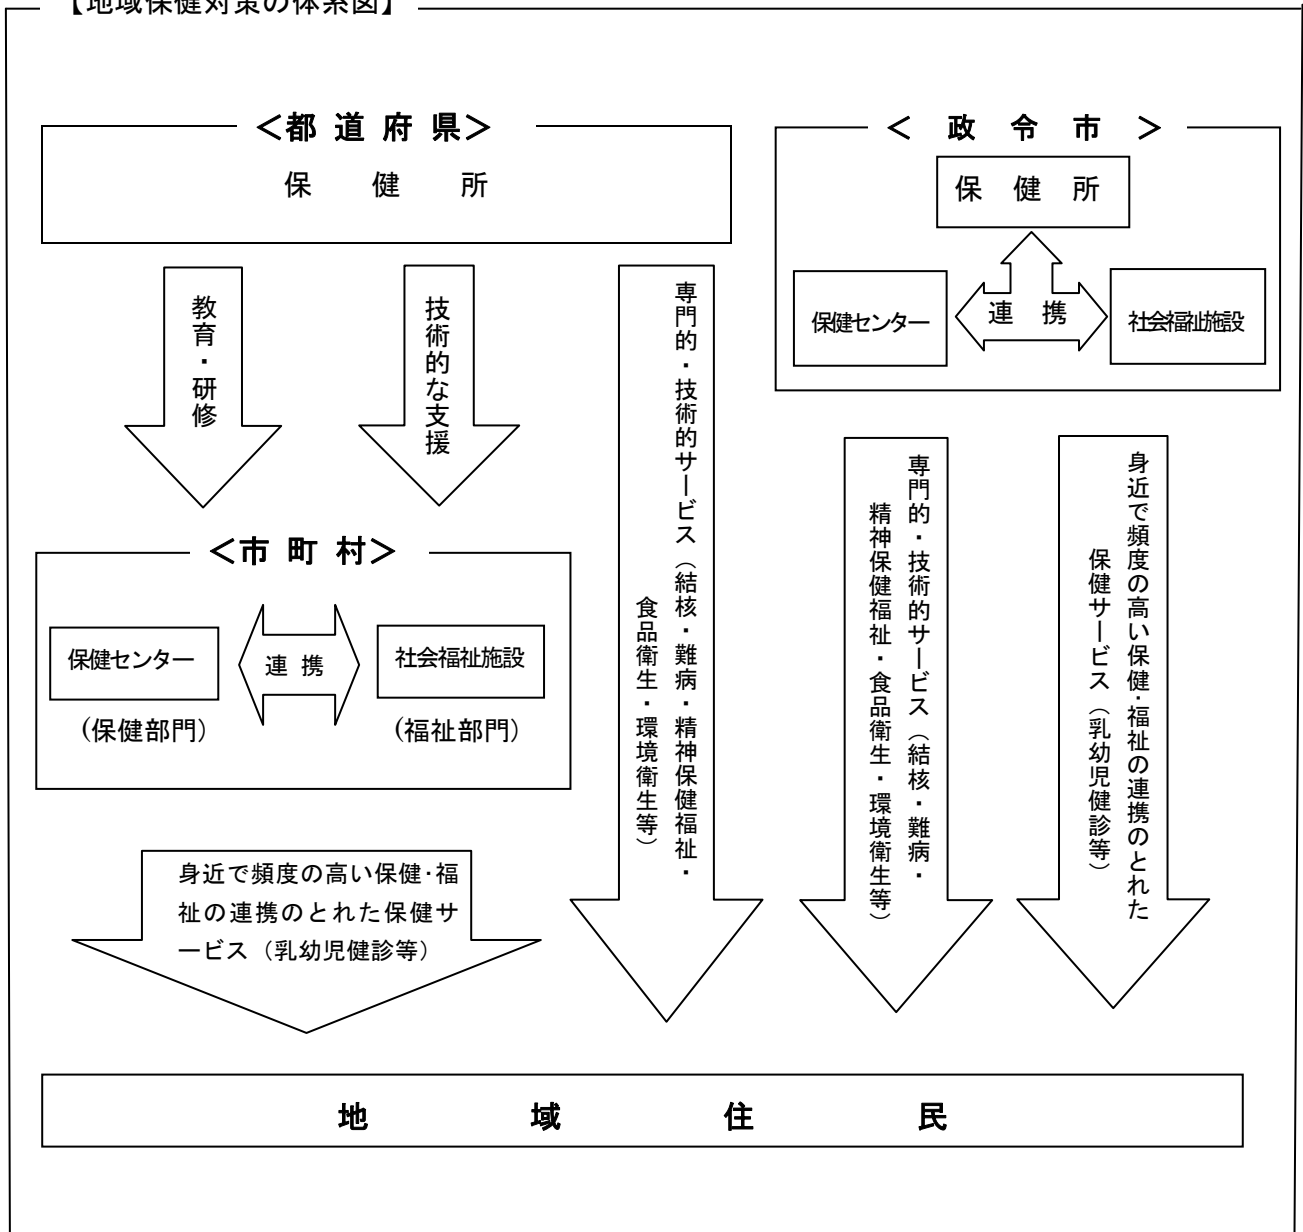 【地域保健対策の体系図】
＜都道府県＞
保健所
教育・研修
技術的な支援
専門的・技術的サービス（結核・難病・精神保健福祉・
食品衛生・環境衛生等）
＜市町村＞
保健センター
連携
社会福祉施設
(保健部門)
(福祉部門)
身近で頻度の高い保健・福
祉の連携のとれた保健サ
ービス（乳幼児健診等）
＜政令市＞
保健所
保健センター
連携
社会福祉施設
専門的・技術的サービス（結核・難病・
精神保健福祉・食品衛生・環境衛生等）
身近で頻度の高い保健・福祉の連携のとれた
保健サービス（乳幼児健診等）
地域住民